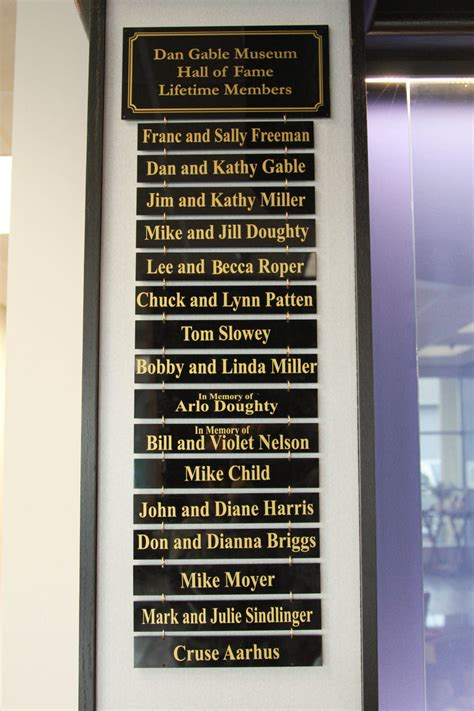 Dan Gable Museum
Hall of Fame
Lifetime Members
Franc and Sally Freeman
Dan and Kathy Gable
Jim and Kathy Miller
Mike and Jill Doughty
Lee and Becca Roper
Chuck and Lynn Patten
Tom Slowey
Bobby and Linda Miller
In Memory of
Arlo Doughty
In Memory of
Bill and Violet Nelson
Mike Child
John and Diane Harris
Don and Dianna Briggs
Mike Moyer
Mark and Julie Sindlinger
Cruse Aarhus